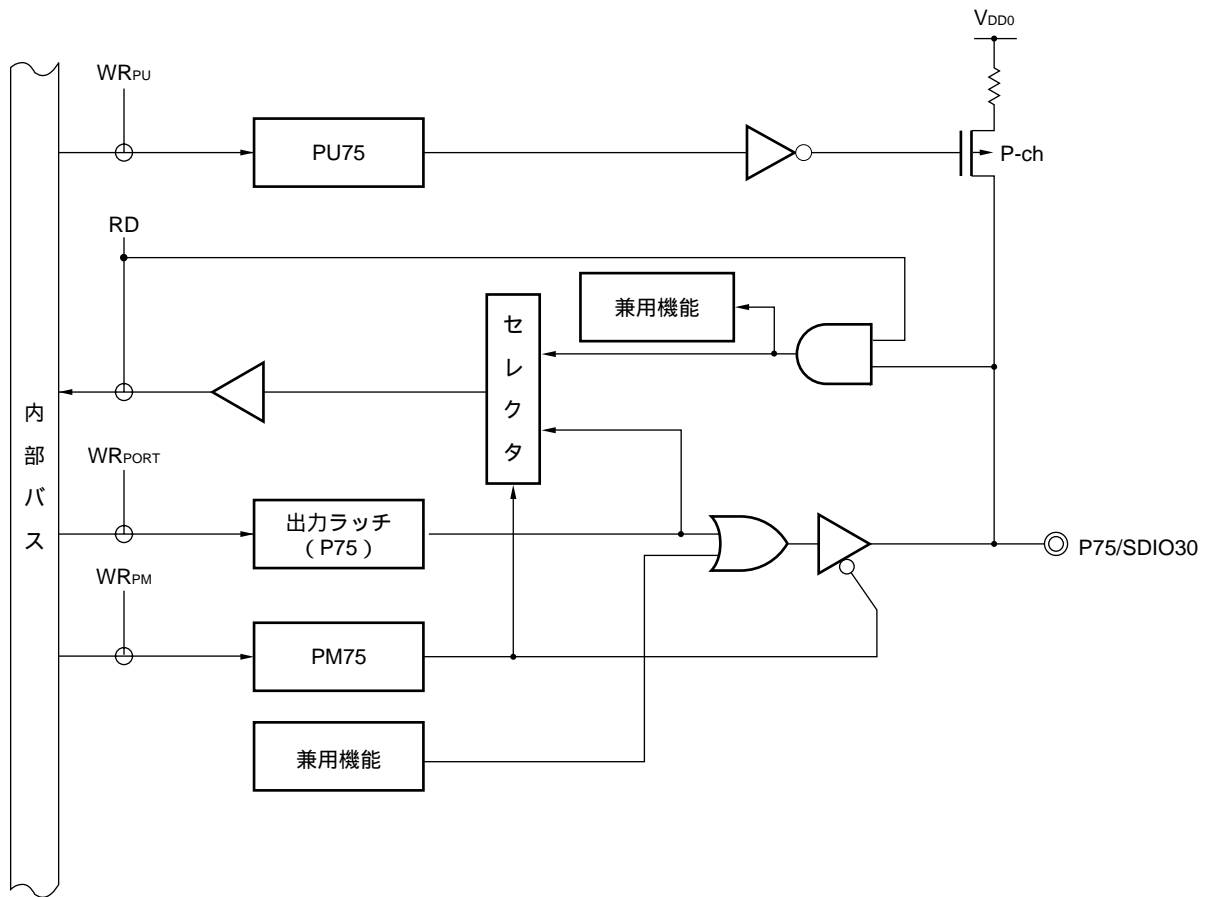 VDD0
WRPU
PU75
P-ch
RD
兼用機能
セレクタ
内部バス
WRPORT
出力ラッチ
(P75)
P75/SDIO30
WRPM
PM75
兼用機能